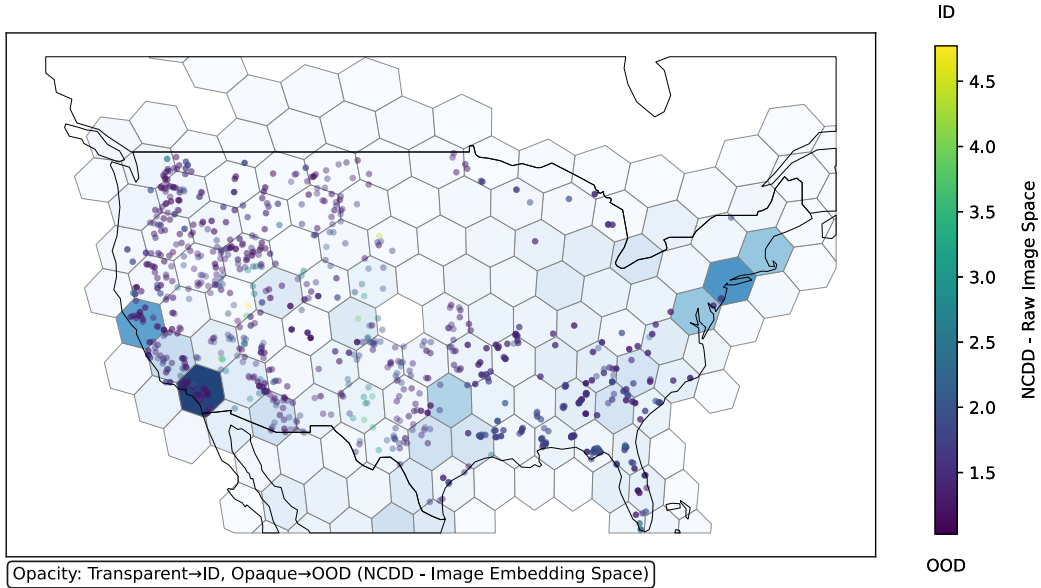 ID
4.5
4.0
3.5
3.0
2.5
2.0
1.5
NCDD - Raw Image Space
OOD
Opacity: Transparent→ID, Opaque→OOD (NCDD - Image Embedding Space)